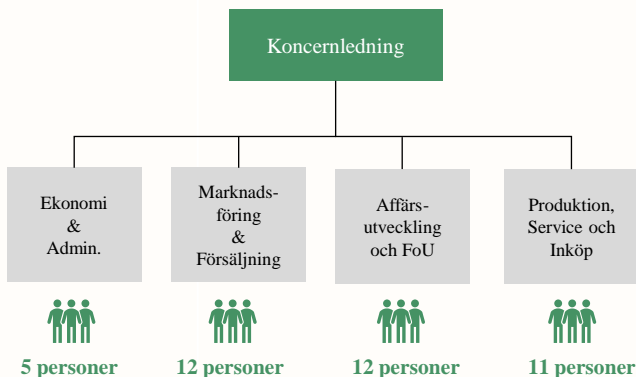 Koncernledning
Ekonomi
&
Admin.
Marknads-
föring
&
Försäljning
Affärs-
utveckling
och FoU
Produktion,
Service och
Inköp
5 personer
12 personer
12 personer
11 personer